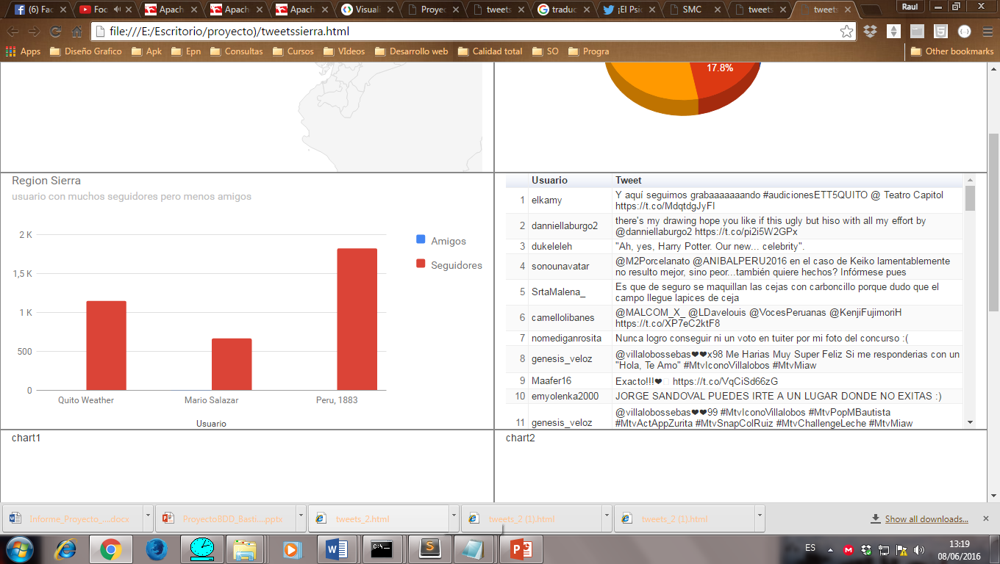 (6) Fac
Foc
Apach
Apach
Apach
Visuali
Proyec
tweets
traduc
¡El Psic
SMC
tweets
tweets
Raul
file:///E:/Escritorio/proyecto)/tweetssierra.html
Apps
Diseño Grafico
Apk
Epn
Consultas
Cursos
VIdeos
Desarrollo web
Calidad total
SO
Progra
Other bookmarks
17.8%
Region Sierra
usuario con muchos seguidores pero menos amigos
2 K
1,5 K
1 K
500
0
Amigos
Seguidores
Quito Weather
Mario Salazar
Peru, 1883
Usuario
Usuario Tweet
1 elkamy Y aquí seguimos grabaaaaaaando #audicionesETT5QUITO @ Teatro Capitol
https://t.co/MdqtdgJyFI
2 danniellaburgo2 there's my drawing hope you like if this ugly but hiso with all my effort by
@danniellaburgo2 https://t.co/pi2i5W2GPx
3 dukeleleh "Ah, yes, Harry Potter. Our new... celebrity".
4 sonounavatar @M2Porcelanato @ANIBALPERU2016 en el caso de Keiko lamentablemente
no resulto mejor, sino peor...también quiere hechos? Infórmese pues
5 SrtaMalena_ Es que de seguro se maquillan las cejas con carboncillo porque dudo que el
campo llegue lapices de ceja
6 camellolibanes @MALCOM_X_ @LDavelouis @VocesPeruanas @KenjiFujimoriH
https://t.co/XP7eC2ktF8
7 nomediganrosita Nunca logro conseguir ni un voto en tuiter por mi foto del concurso :(
8 genesis_veloz @villalobossebas❤❤x98 Me Harias Muy Super Feliz Si me responderias con un
"Hola, Te Amo" #MtvIconoVillalobos #MtvMiaw
9 Maafer16 Exacto!!!❤ https://t.co/VqCiSd66zG
10 emyolenka2000 JORGE SANDOVAL PUEDES IRTE A UN LUGAR DONDE NO EXITAS :)
11 genesis_veloz @villalobossebas❤❤99 #MtvIconoVillalobos #MtvPopMBautista
#MtvActAppZurita #MtvSnapColRuiz #MtvChallengeLeche #MtvMiaw
chart1
chart2
Informe_Proyecto_....docx
ProyectoBDD_Basti....pptx
tweets_2.html
tweets_2 (1).html
tweets_2 (1).html
Show all downloads...
ES
13:19
08/06/2016